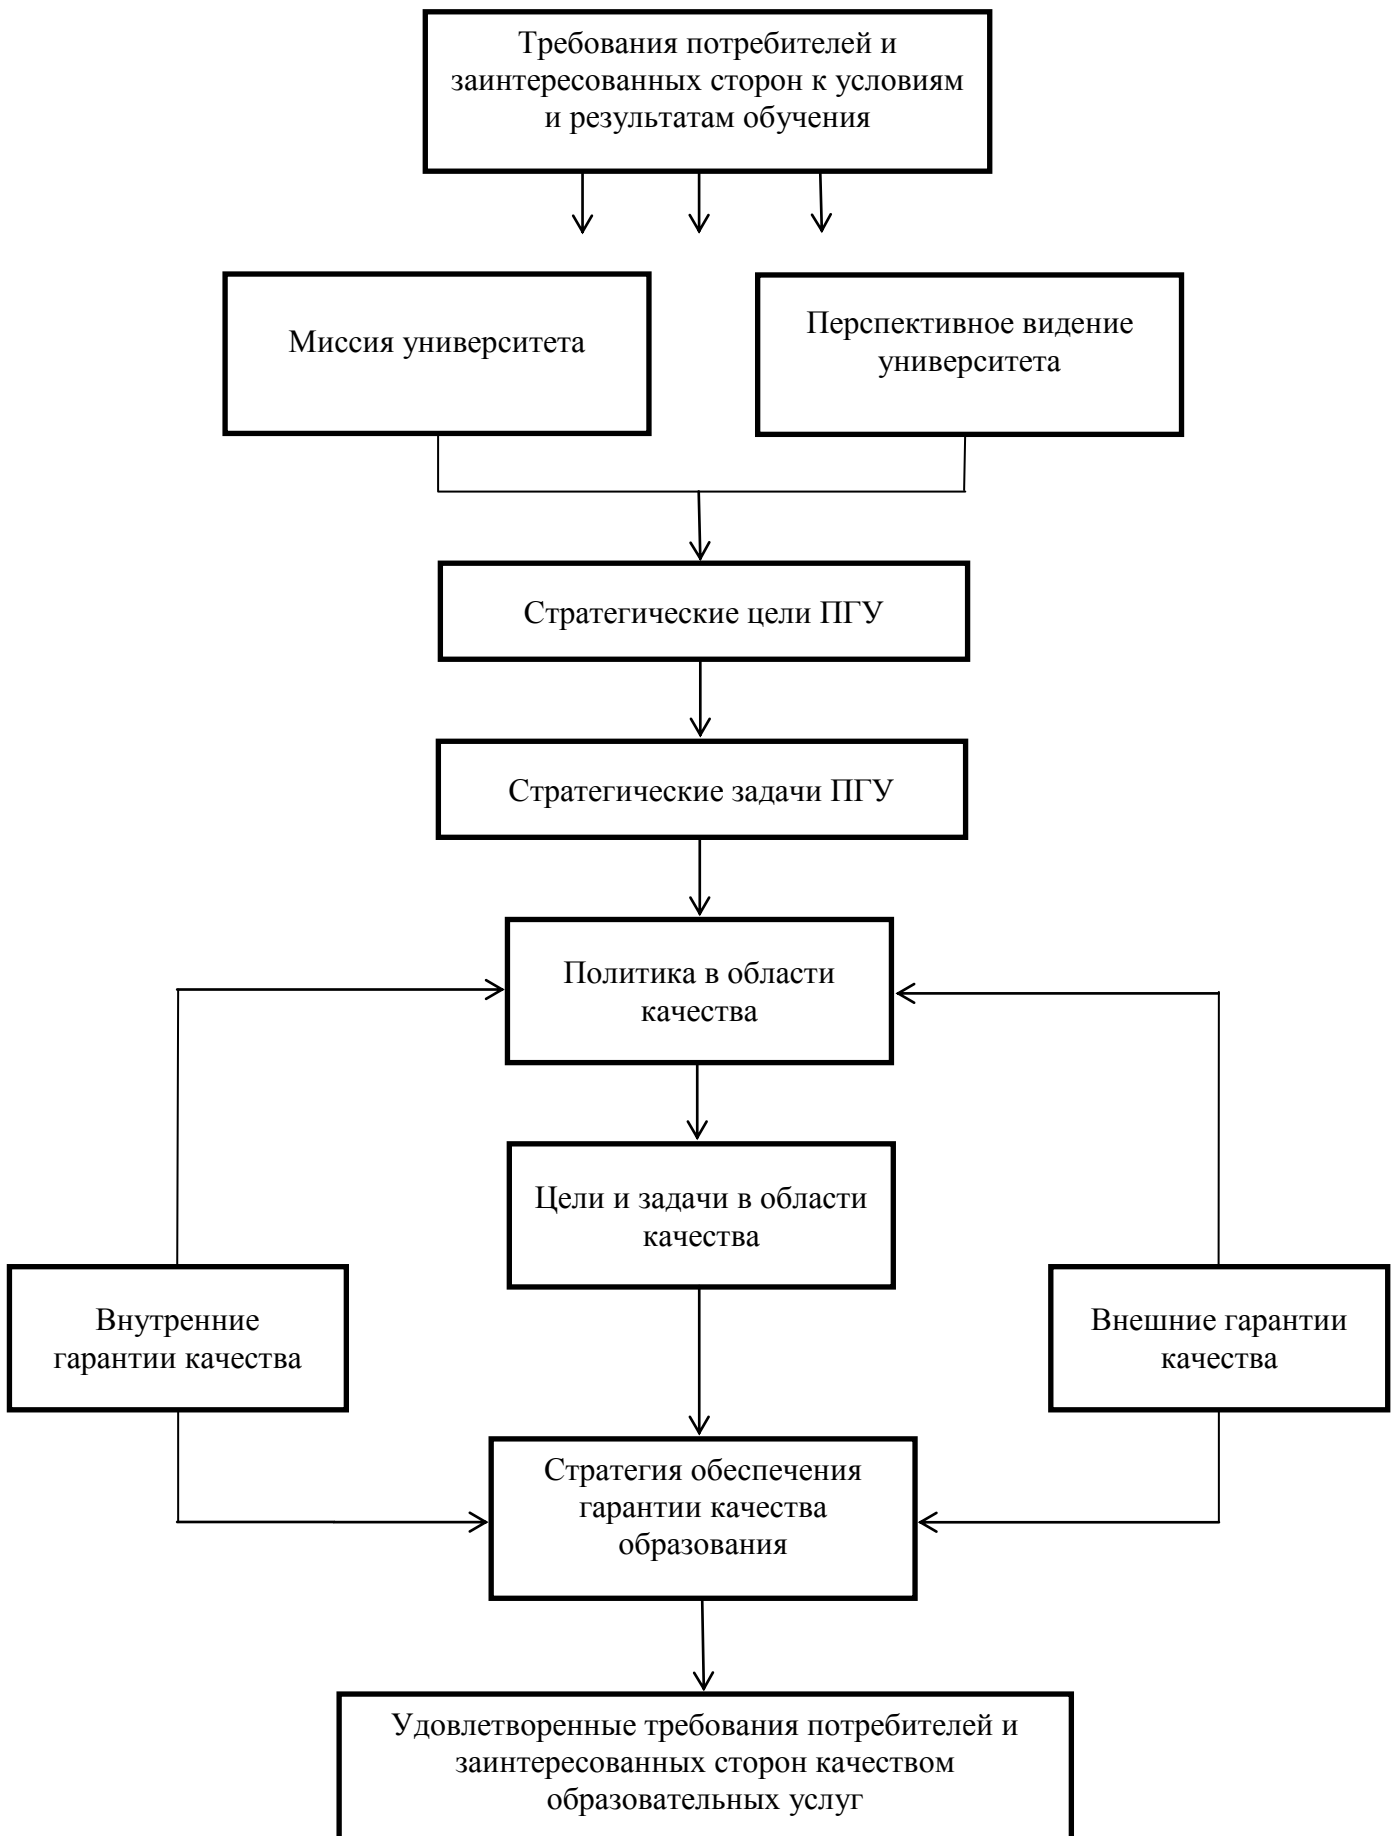 Требования потребителей и
заинтересованных сторон к условиям
и результатам обучения
Миссия университета
Перспективное видение
университета
Стратегические цели ПГУ
Стратегические задачи ПГУ
Политика в области
качества
Цели и задачи в области
качества
Внутренние
гарантии качества
Внешние гарантии
качества
Стратегия обеспечения
гарантии качества
образования
Удовлетворенные требования потребителей и
заинтересованных сторон качеством
образовательных услуг